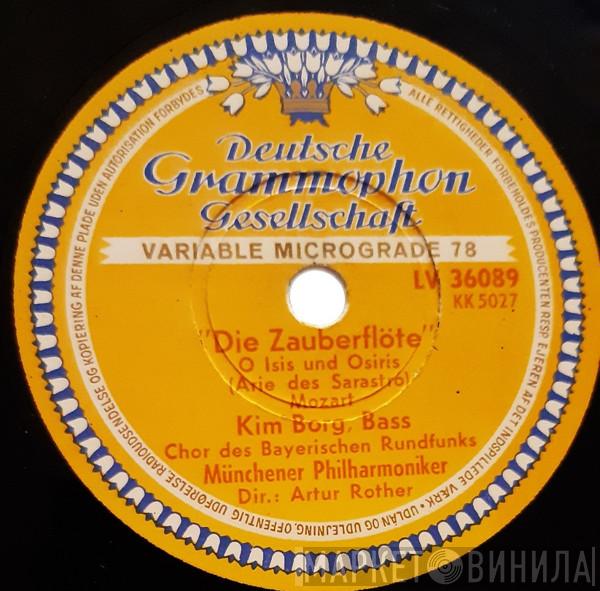 Deutsche
Grammophon
Gesellschaft
VARIABLE MICROGRADE 78
LV 36089
KK 5027
"Die Zauberflöte"
O Isis und Osiris
(Arie des Sarastro)
Mozart
Kim Borg, Bass
Chor des Bayerischen Rundfunks
Münchener Philharmoniker
Dir.: Artur Rother
ALLE RETTIGHEDER FORBEHOLDES PRODUCENTEN RESP. EJEREN AF DET INDSPILLEDE VÆRK • UDLÅN OG UDLEJNING, OFFENTLIG UDFØRELSE, RADIOUDSENDELSE OG KOPIERING AF DENNE PLADE UDEN AUTORISATION FORBYDES
МАРКЕТ ВИНИЛА